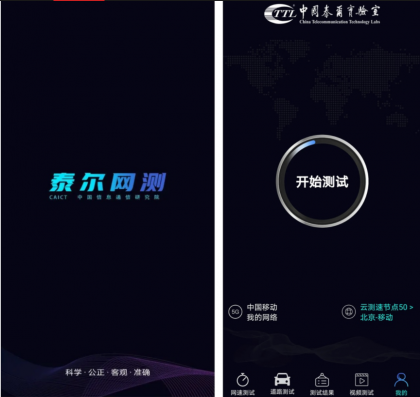 泰尔网测
CAICT 中国信息通信研究院
科学·公正·客观·准确
TTL 中国泰尔实验室
China Telecommunication Technology Labs
开始测试
5G
中国移动
我的网络
云测速节点50 >
北京-移动
网速测试
道路测试
测试结果
视频测试
我的